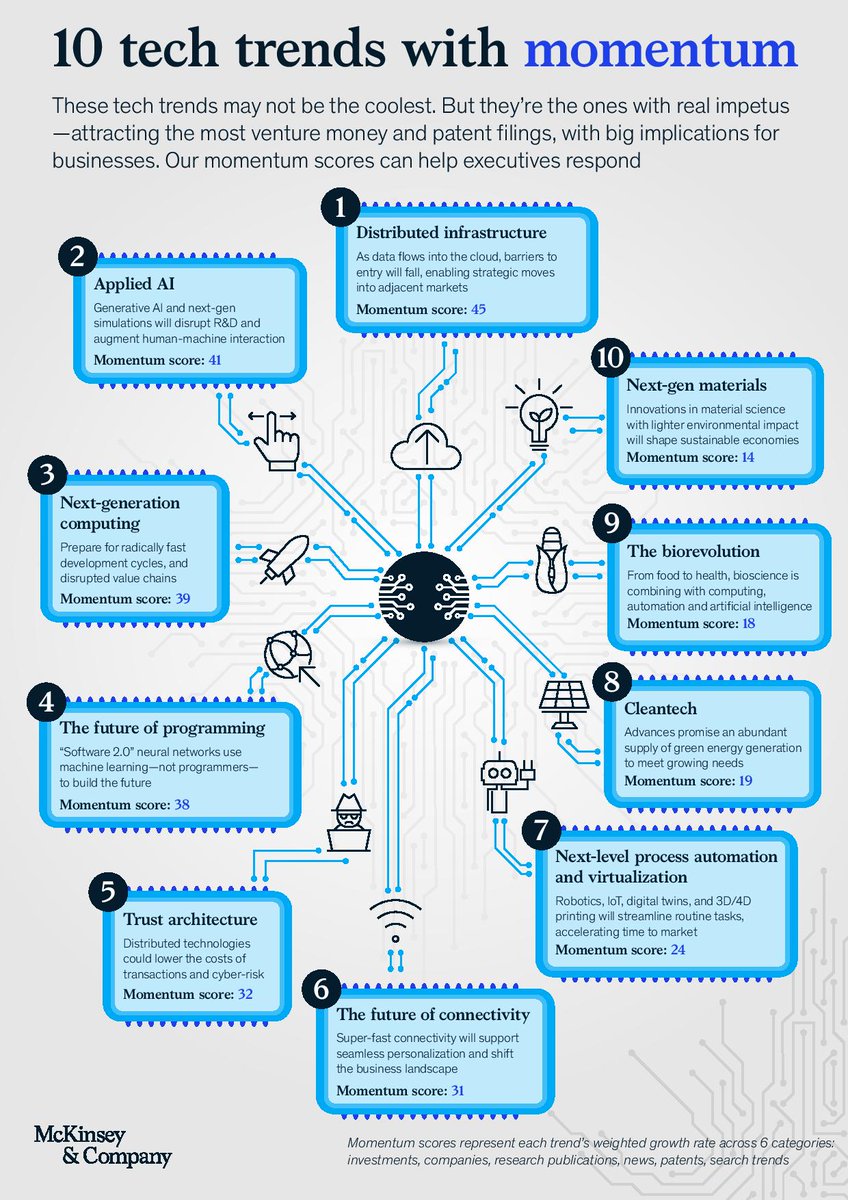 10 tech trends with momentum
These tech trends may not be the coolest. But they're the ones with real impetus
—attracting the most venture money and patent filings, with big implications for
businesses. Our momentum scores can help executives respond
1
Distributed infrastructure
As data flows into the cloud, barriers to
entry will fall, enabling strategic moves
into adjacent markets
Momentum score: 45
2
Applied AI
Generative AI and next-gen
simulations will disrupt R&D and
augment human-machine interaction
Momentum score: 41
3
Next-generation
computing
Prepare for radically fast
development cycles, and
disrupted value chains
Momentum score: 39
4
The future of programming
“Software 2.0” neural networks use
machine learning—not programmers—
to build the future
Momentum score: 38
5
Trust architecture
Distributed technologies
could lower the costs of
transactions and cyber-risk
Momentum score: 32
6
The future of connectivity
Super-fast connectivity will support
seamless personalization and shift
the business landscape
Momentum score: 31
7
Next-level process automation
and virtualization
Robotics, IoT, digital twins, and 3D/4D
printing will streamline routine tasks,
accelerating time to market
Momentum score: 24
8
Cleantech
Advances promise an abundant
supply of green energy generation
to meet growing needs
Momentum score: 19
9
The biorevolution
From food to health, bioscience is
combining with computing,
automation and artificial intelligence
Momentum score: 18
10
Next-gen materials
Innovations in material science
with lighter environmental impact
will shape sustainable economies
Momentum score: 14
McKinsey
& Company
Momentum scores represent each trend's weighted growth rate across 6 categories:
investments, companies, research publications, news, patents, search trends